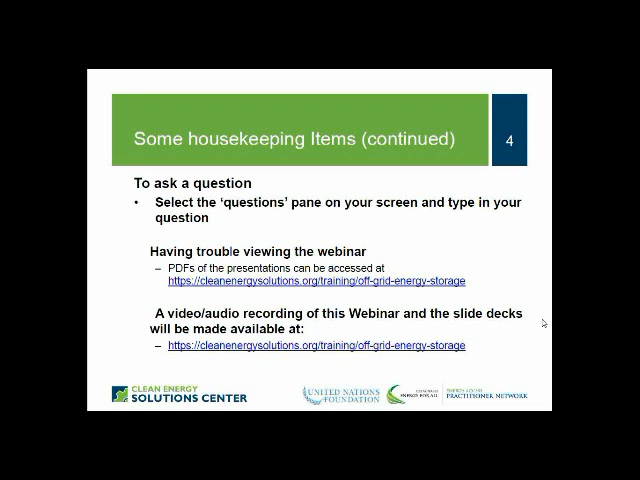 Some housekeeping Items (continued)
4
To ask a question
• Select the ‘questions’ pane on your screen and type in your
question
Having trouble viewing the webinar
– PDFs of the presentations can be accessed at
https://cleanenergysolutions.org/training/off-grid-energy-storage
A video/audio recording of this Webinar and the slide decks
will be made available at:
– https://cleanenergysolutions.org/training/off-grid-energy-storage
CLEAN ENERGY
SOLUTIONS CENTER
UNITED NATIONS
FOUNDATION
ENERGY FOR ALL
ENERGY ACCESS
PRACTITIONER NETWORK